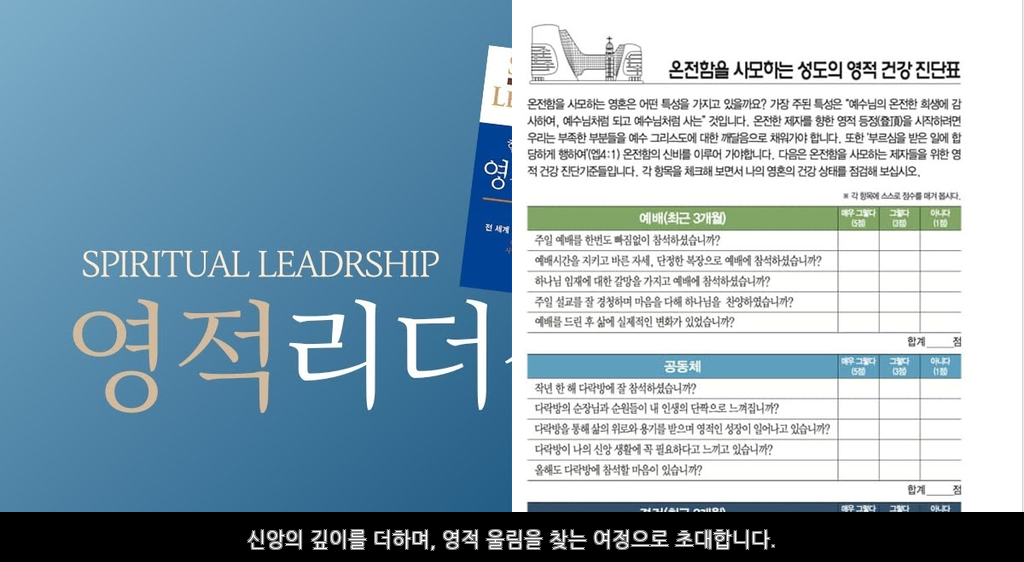 SPIRITUAL LEADRSHIP
영적리더
전 세계
온전함을 사모하는 성도의 영적 건강 진단표
온전함을 사모하는 영혼은 어떤 특성을 가지고 있을까요? 가장 주된 특성은 "예수님의 온전한 희생에 감
사하여, 예수님처럼 되고 예수님처럼 사는" 것입니다. 온전한 제자를 향한 영적 등정(登頂)을 시작하려면
우리는 부족한 부분들을 예수 그리스도에 대한 깨달음으로 채워가야 합니다. 또한 '부르심을 받은 일에 합
당하게 행하여'(엡4:1) 온전함의 신비를 이루어 가야합니다. 다음은 온전함을 사모하는 제자들을 위한 영
적 건강 진단기준들입니다. 각 항목을 체크해 보면서 나의 영혼의 건강 상태를 점검해 보십시오.
※ 각 항목에 스스로 점수를 매겨 봅시다.
예배(최근 3개월) 매우 그렇다 (5점) 그렇다 (3점) 아니다 (1점)
주일 예배를 한번도 빠짐없이 참석하셨습니까?
예배시간을 지키고 바른 자세, 단정한 복장으로 예배에 참석하셨습니까?
하나님 임재에 대한 갈망을 가지고 예배에 참석하셨습니까?
주일 설교를 잘 경청하며 마음을 다해 하나님을 찬양하였습니까?
예배를 드린 후 삶에 실제적인 변화가 있었습니까?
합계____점
공동체 매우 그렇다 (5점) 그렇다 (3점) 아니다 (1점)
작년 한 해 다락방에 잘 참석하셨습니까?
다락방의 순장님과 순원들이 내 인생의 단짝으로 느껴집니까?
다락방을 통해 삶의 위로와 용기를 받으며 영적인 성장이 일어나고 있습니까?
다락방이 나의 신앙 생활에 꼭 필요하다고 느끼고 있습니까?
올해도 다락방에 참석할 마음이 있습니까?
합계____점
매우 그렇다 그렇다 아니다
신앙의 깊이를 더하며, 영적 울림을 찾는 여정으로 초대합니다.